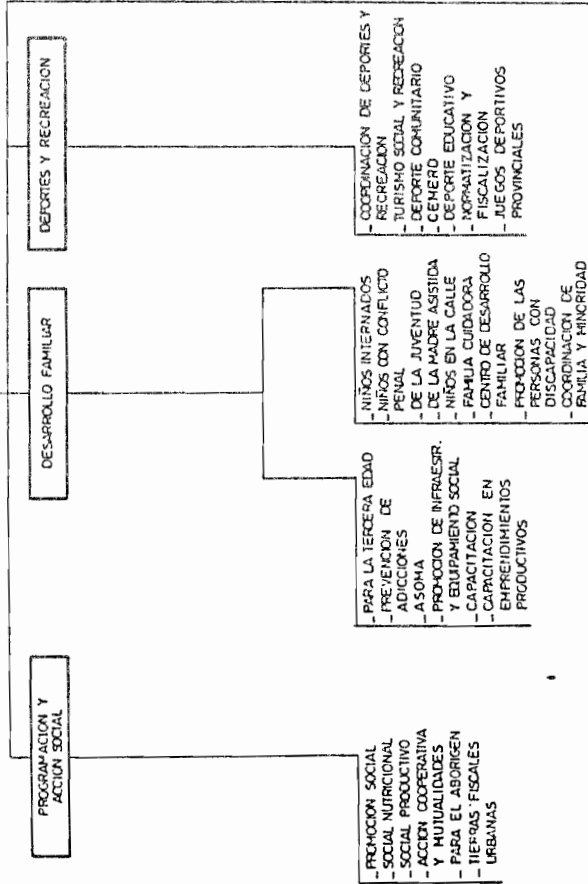 PROGRAMACION Y
ACCION SOCIAL
- PROMOCION SOCIAL
- SOCIAL NUTRICIONAL
- SOCIAL PRODUCTIVO
- ACCION COOPERATIVA
Y MUTUALIDADES
- PARA EL ABORIGEN
- TIERRAS FISCALES
URBANAS
DESARROLLO FAMILIAR
- PARA LA TERCERA EDAD
- PREVENCION DE
ADICCIONES
- ASOMA
- PROMOCION DE INFRAESTR.
Y EQUIPAMIENTO SOCIAL
- CAPACITACION
- CAPACITACION EN
EMPRENDIMIENTOS
PRODUCTIVOS
- NIÑOS INTERNADOS
- NIÑOS CON CONFLICTO
PENAL
- DE LA JUVENTUD
- DE LA MADRE ASISTIDA
- NIÑOS EN LA CALLE
- FAMILIA CUIDADORA
- CENTRO DE DESARROLLO
FAMILIAR
- PROMOCION DE LAS
PERSONAS CON
DISCAPACIDAD
- COORDINACION DE
FAMILIA Y MINORIDAD
DEPORTES Y RECREACION
- COORDINACION DE DEPORTES Y
RECREACION
- TURISMO SOCIAL Y RECREACION
- DEPORTE COMUNITARIO
- CEMERD
- DEPORTE EDUCATIVO
- NORMATIZACION Y
FISCALIZACION
- JUEGOS DEPORTIVOS
PROVINCIALES